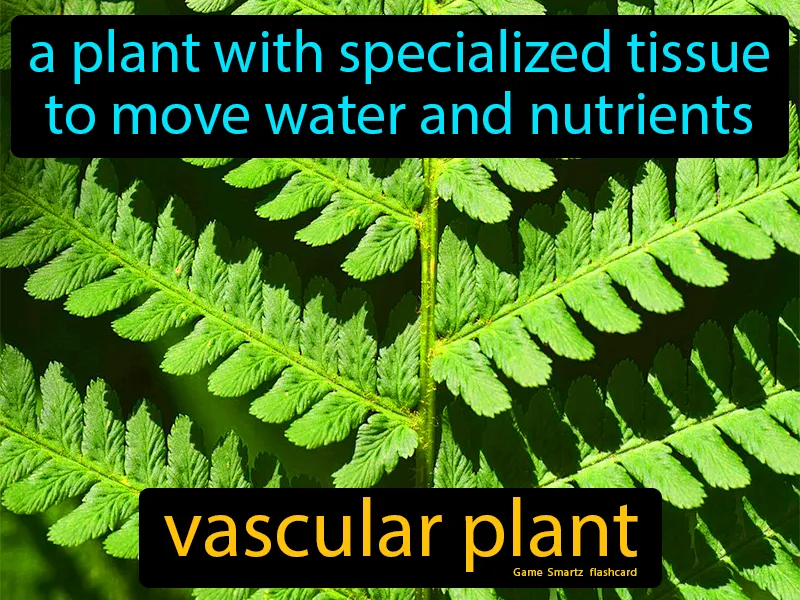 a plant with specialized tissue
to move water and nutrients
vascular plant
Game Smartz flashcard